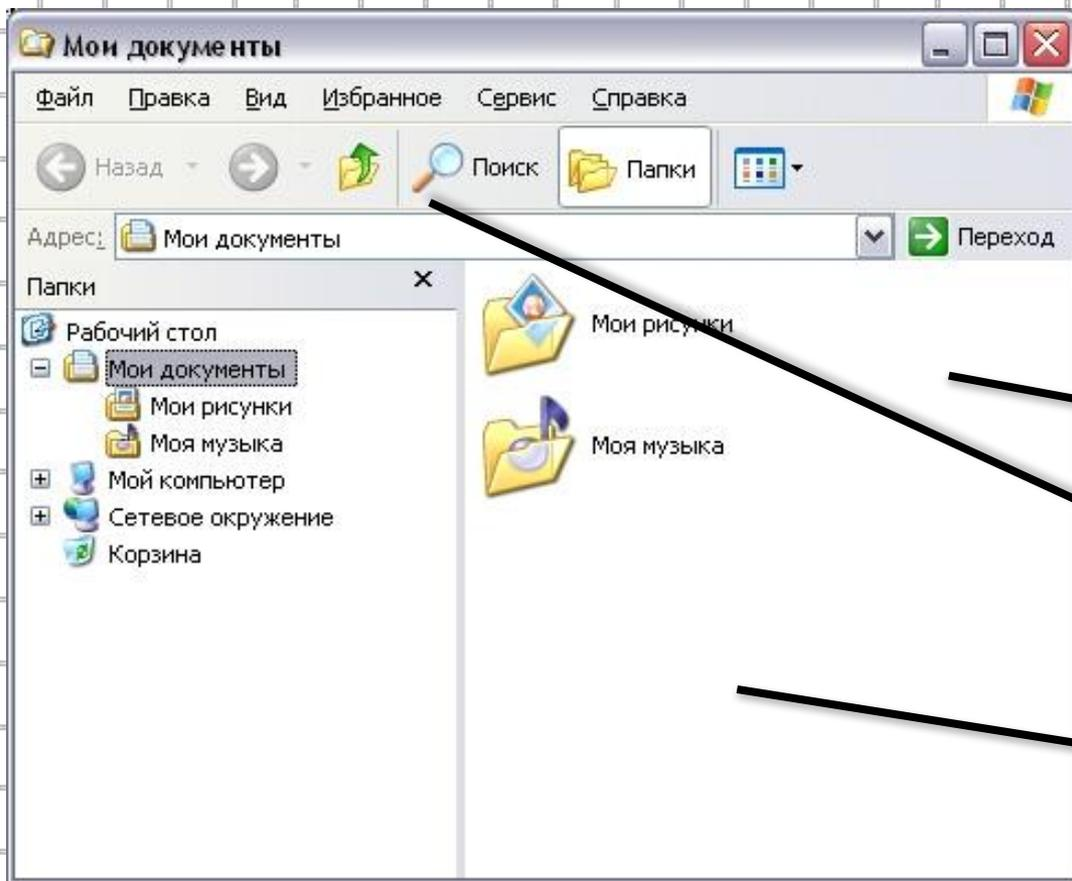 Мои документы
Файл Правка Вид Избранное Сервис Справка
Назад Поиск Папки
Адрес: Мои документы Переход
Папки
Рабочий стол
Мои документы
Мои рисунки
Моя музыка
Мой компьютер
Сетевое окружение
Корзина
Мои рисунки
Моя музыка